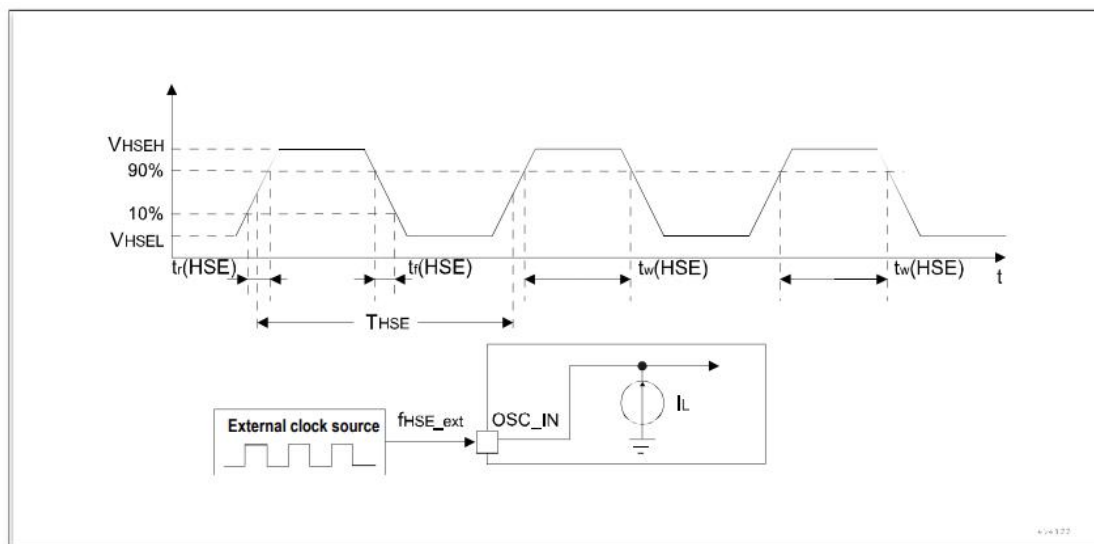 VHSEH
90%
10%
VHSEL
tr(HSE) tf(HSE) tw(HSE) tw(HSE) t
THSE
External clock source fHSE_ext OSC_IN IL